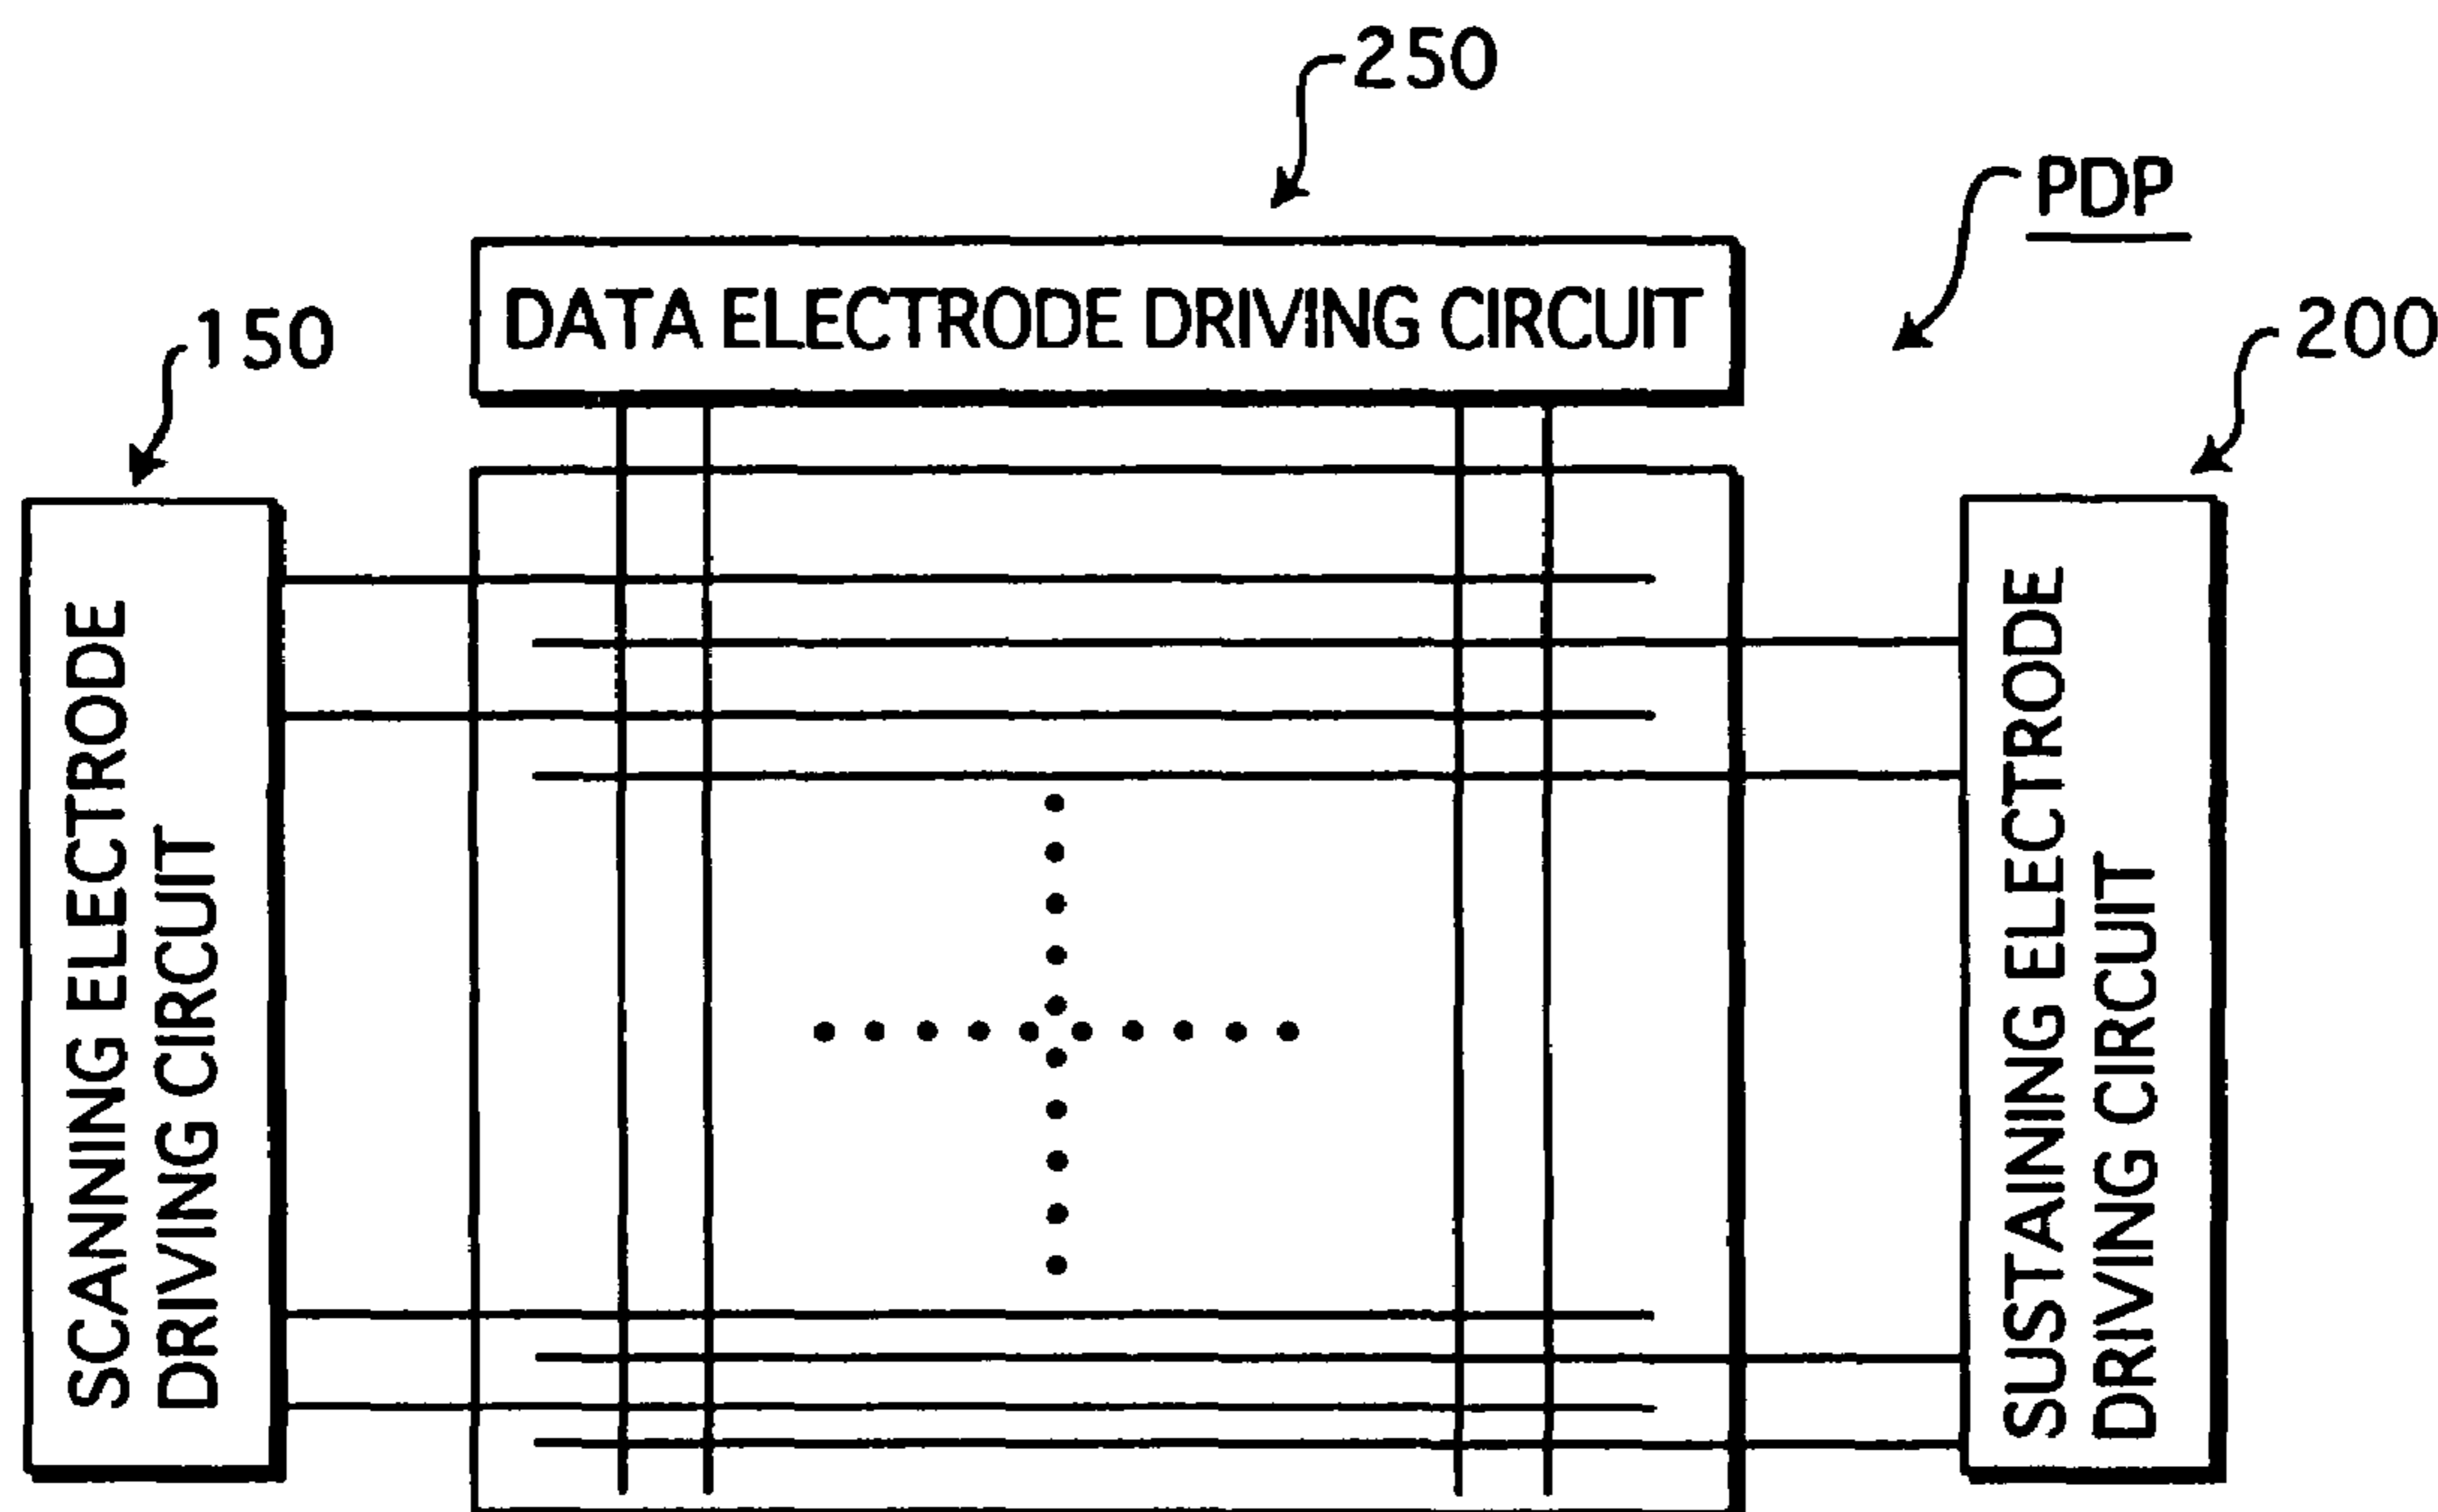 250
PDP
DATA ELECTRODE DRIVING CIRCUIT
150
200
SCANNING ELECTRODE
DRIVING CIRCUIT
SUSTAINING ELECTRODE
DRIVING CIRCUIT